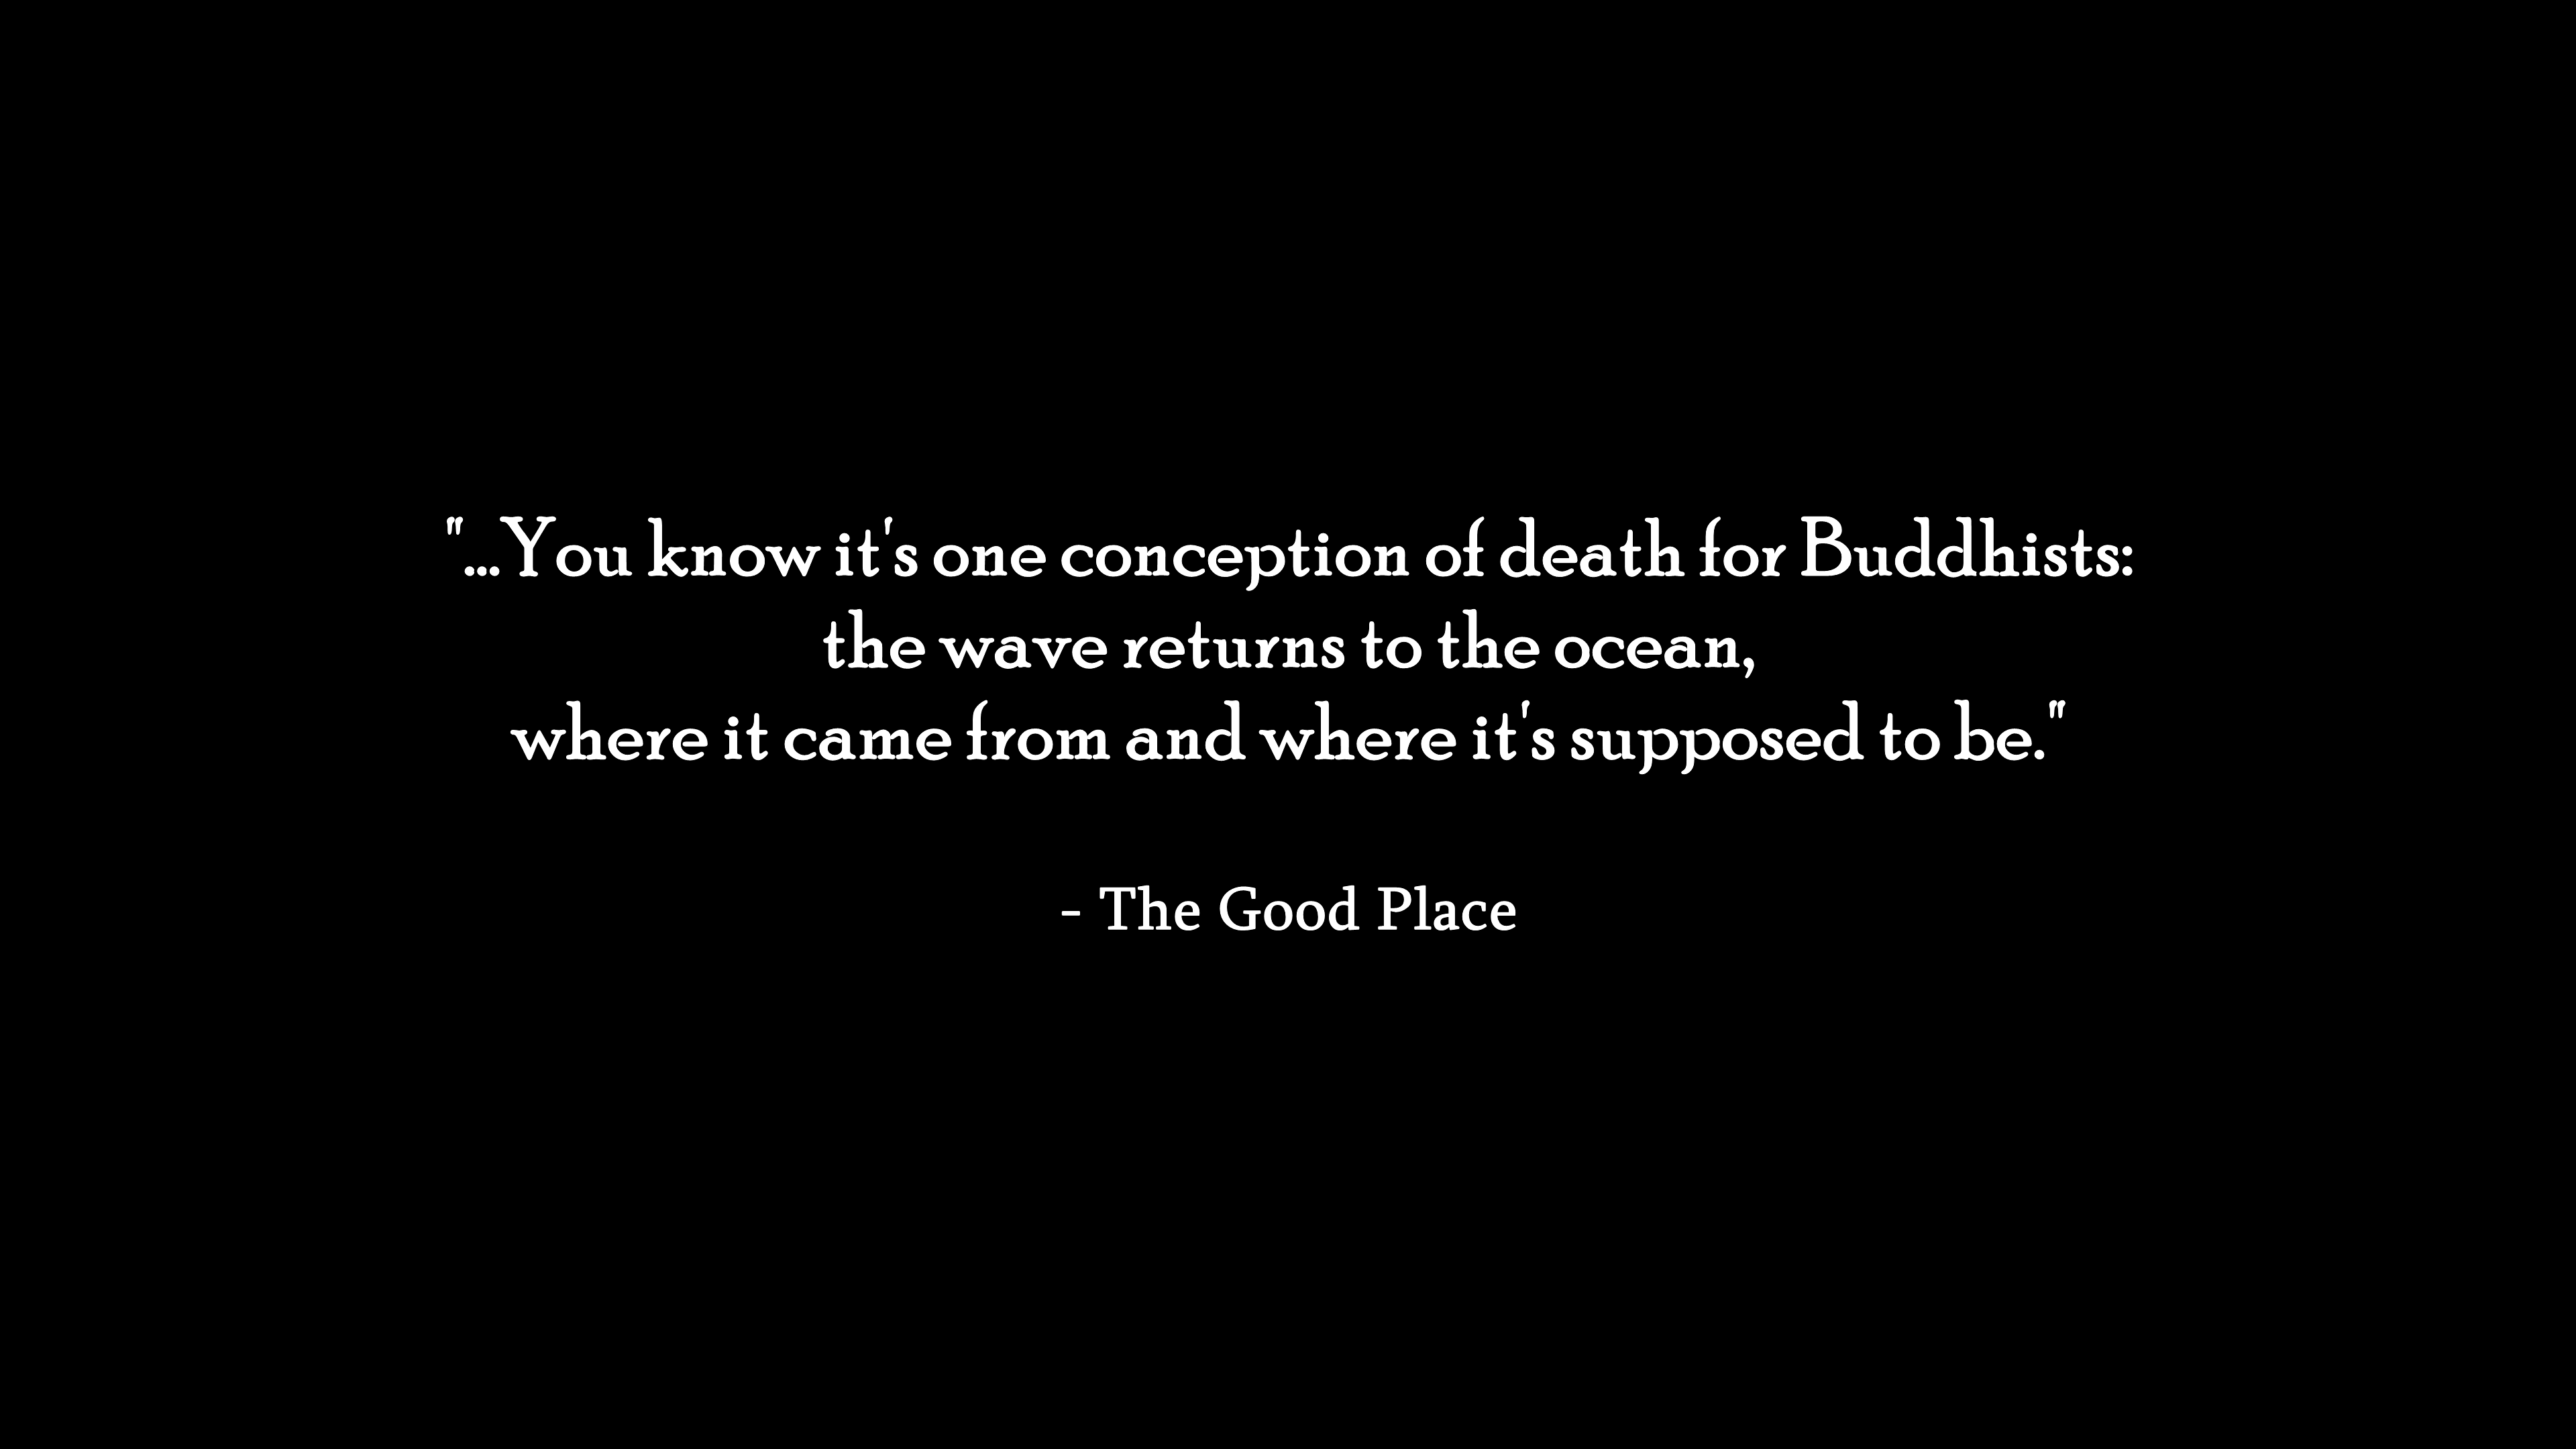 "...You know it's one conception of death for Buddhists:
the wave returns to the ocean,
where it came from and where it's supposed to be."
- The Good Place